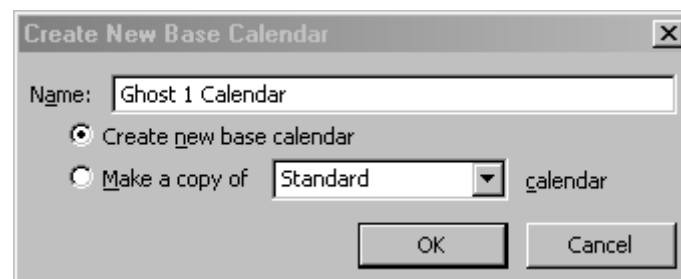 Create New Base Calendar
Name: Ghost 1 Calendar
Create new base calendar
Make a copy of Standard calendar
OK Cancel